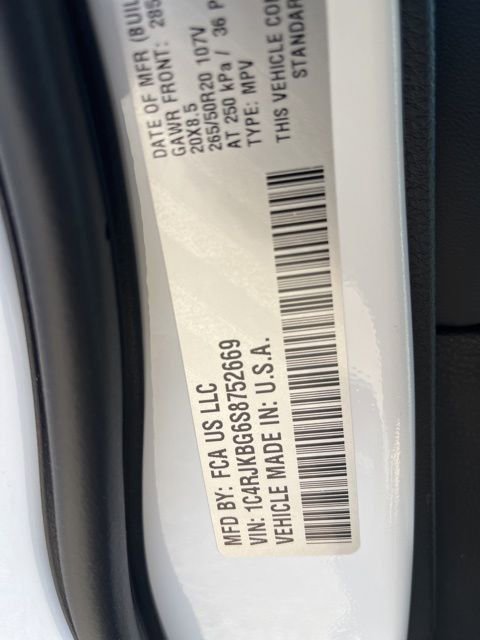 MFD BY: FCA US LLC
VIN: 1C4RJKBG6S8752669
VEHICLE MADE IN: U.S.A.
DATE OF MFR (BUIL
GAWR FRONT: 285
20X8.5
265/50R20 107V
AT 250 kPa / 36 P
TYPE: MPV
THIS VEHICLE CO
STANDAR